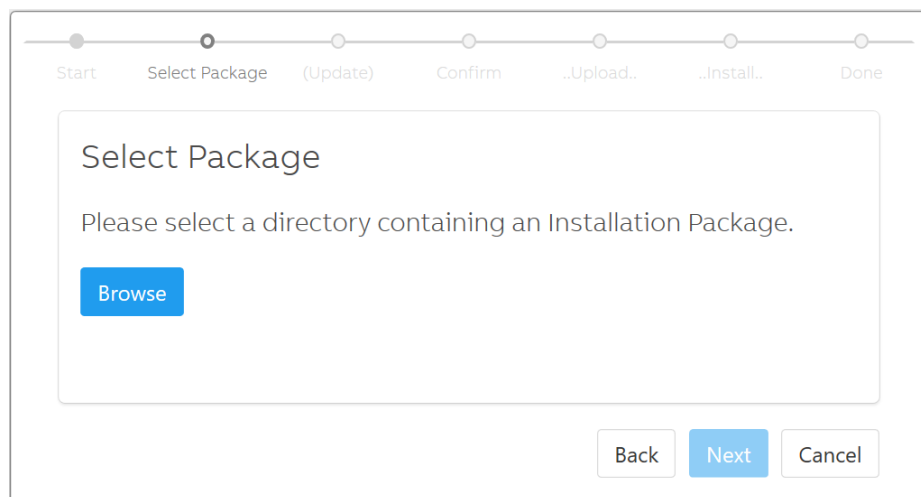 Start Select Package (Update) Confirm ..Upload.. ..Install.. Done
Select Package
Please select a directory containing an Installation Package.
Browse
Back Next Cancel